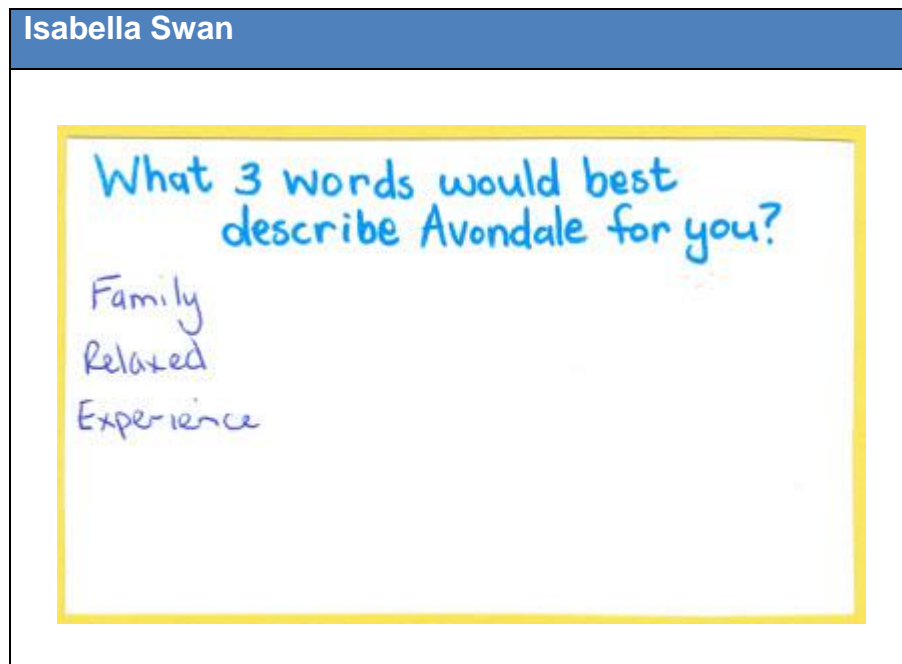 Isabella Swan
What 3 words would best
describe Avondale for you?
Family
Relaxed
Experience